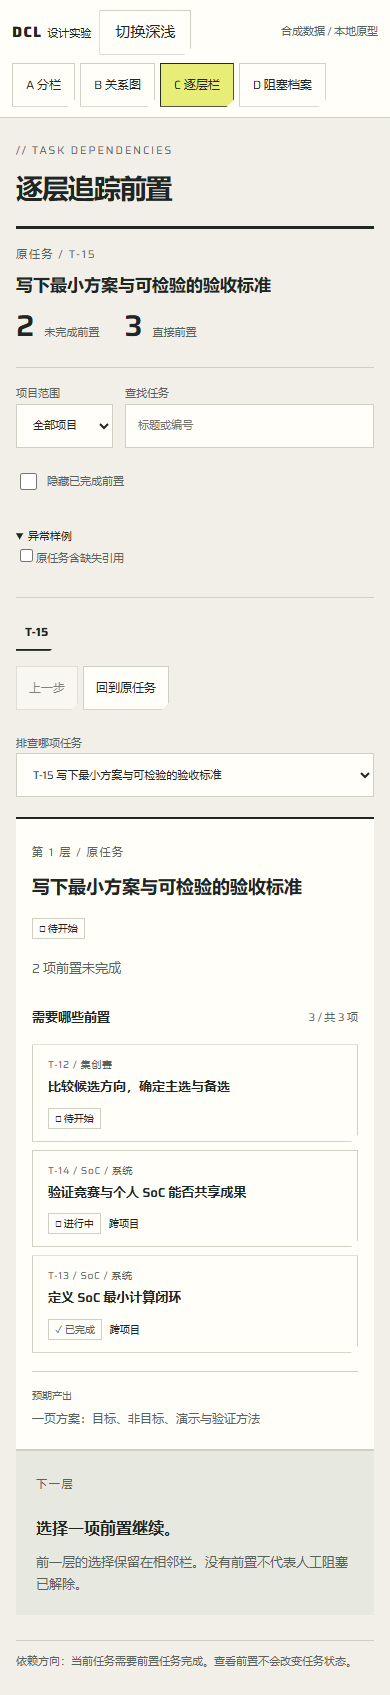 DCL 设计实验 切换深浅 合成数据 / 本地原型
A 分栏 B 关系图 C 逐层栏 D 阻塞档案
// TASK DEPENDENCIES
逐层追踪前置
原任务 / T-15
写下最小方案与可检验的验收标准
2 未完成前置 3 直接前置
项目范围 查找任务
全部项目 标题或编号
隐藏已完成前置
▼ 异常样例
原任务含缺失引用
T-15
上一步 回到原任务
排查哪项任务
T-15 写下最小方案与可检验的验收标准
第 1 层 / 原任务
写下最小方案与可检验的验收标准
待开始
2 项前置未完成
需要哪些前置 3 / 共 3 项
T-12 / 集创赛
比较候选方向，确定主选与备选
待开始
T-14 / SoC / 系统
验证竞赛与个人 SoC 能否共享成果
进行中 跨项目
T-13 / SoC / 系统
定义 SoC 最小计算闭环
✓ 已完成 跨项目
预期产出
一页方案：目标、非目标、演示与验证方法
下一层
选择一项前置继续。
前一层的选择保留在相邻栏。没有前置不代表人工阻塞
已解除。
依赖方向：当前任务需要前置任务完成。查看前置不会改变任务状态。